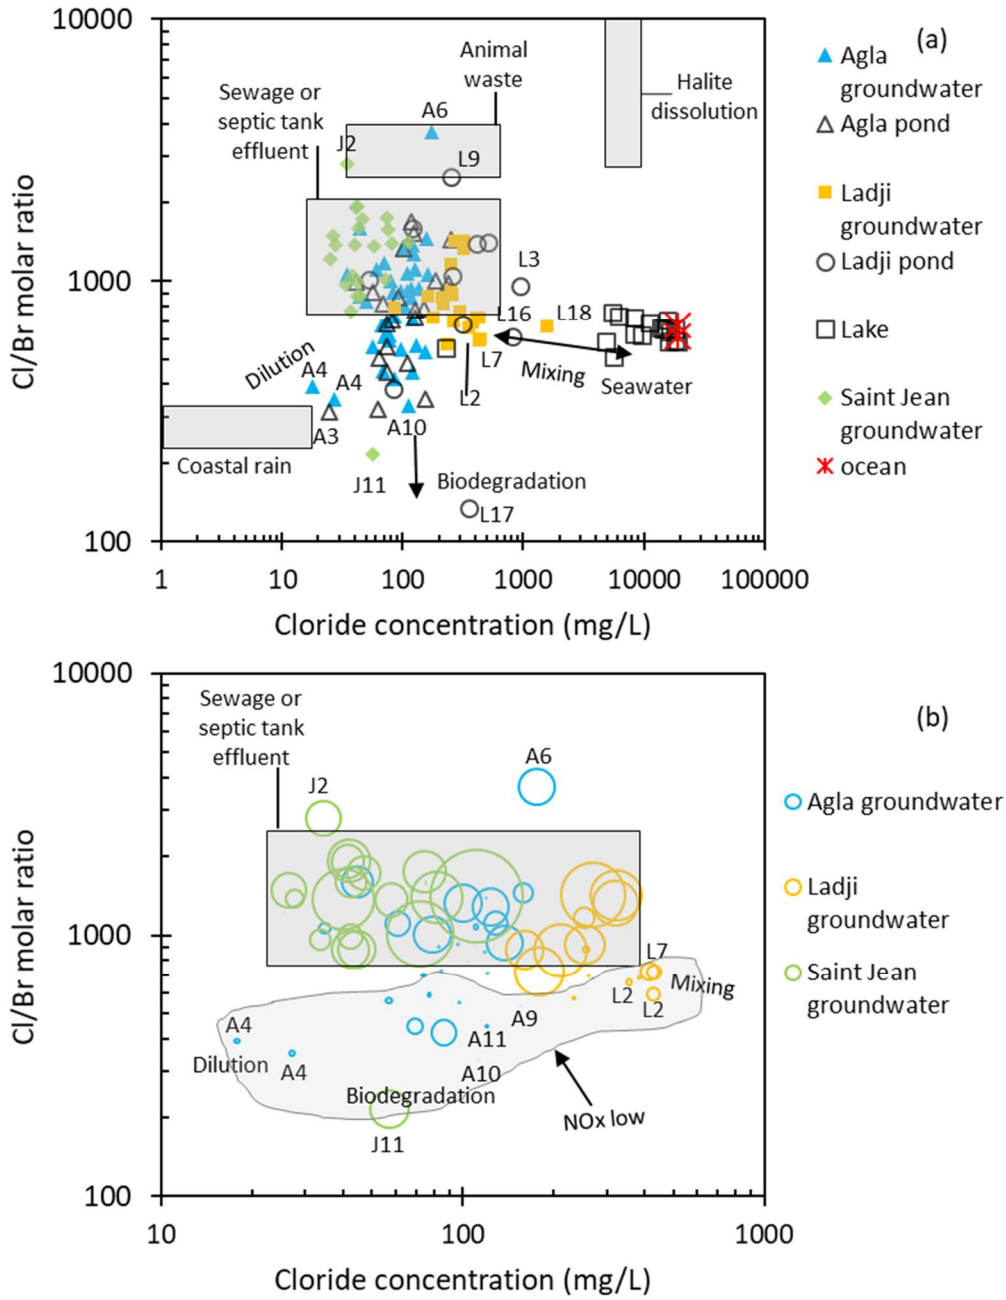 10000
1000
100
Cl/Br molar ratio
1
10
100
1000
10000
100000
Cloride concentration (mg/L)
(a)
Animal
waste
Sewage or
septic tank
effluent
Halite
dissolution
J2
A6
L9
L3
L16
L18
L7
L2
Mixing
Seawater
Dilution
A4
A4
A3
A10
Coastal rain
J11
Biodegradation
L17
Agla
groundwater
Agla pond
Ladji
groundwater
Ladji pond
Lake
Saint Jean
groundwater
ocean
10000
1000
100
Cl/Br molar ratio
10
100
1000
Cloride concentration (mg/L)
(b)
Sewage or
septic tank
effluent
J2
A6
L7
Mixing
L2
L2
A9
A11
A10
A4
Dilution
A4
Biodegradation
J11
NOx low
Agla groundwater
Ladji
groundwater
Saint Jean
groundwater